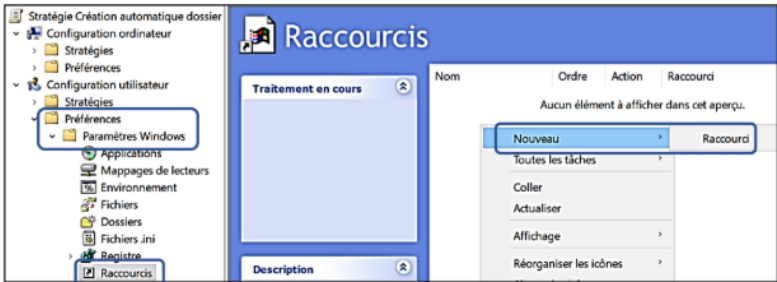 Stratégie Création automatique dossier
Configuration ordinateur
Stratégies
Préférences
Configuration utilisateur
Stratégies
Préférences
Paramètres Windows
Applications
Mappages de lecteurs
Environnement
Fichiers
Dossiers
Fichiers .ini
Registre
Raccourcis
Raccourcis
Traitement en cours
Description
Nom Ordre Action Raccourci
Aucun élément à afficher dans cet aperçu.
Nouveau
Raccourci
Toutes les tâches
Coller
Actualiser
Affichage
Réorganiser les icônes